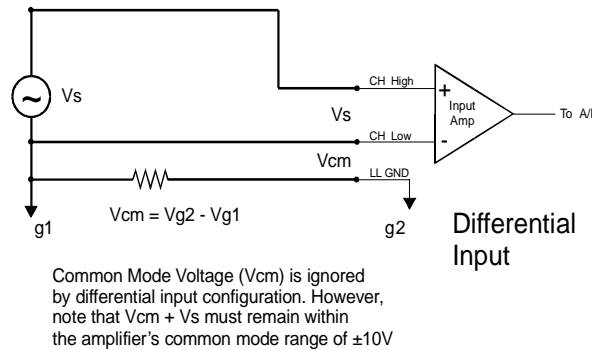 CH High
+
Input
Amp
To A/
~
Vs
Vs
CH Low
-
Vcm
LL GND
Vcm = Vg2 - Vg1
g1
g2
Differential
Input
Common Mode Voltage (Vcm) is ignored
by differential input configuration. However,
note that Vcm + Vs must remain within
the amplifier's common mode range of ±10V